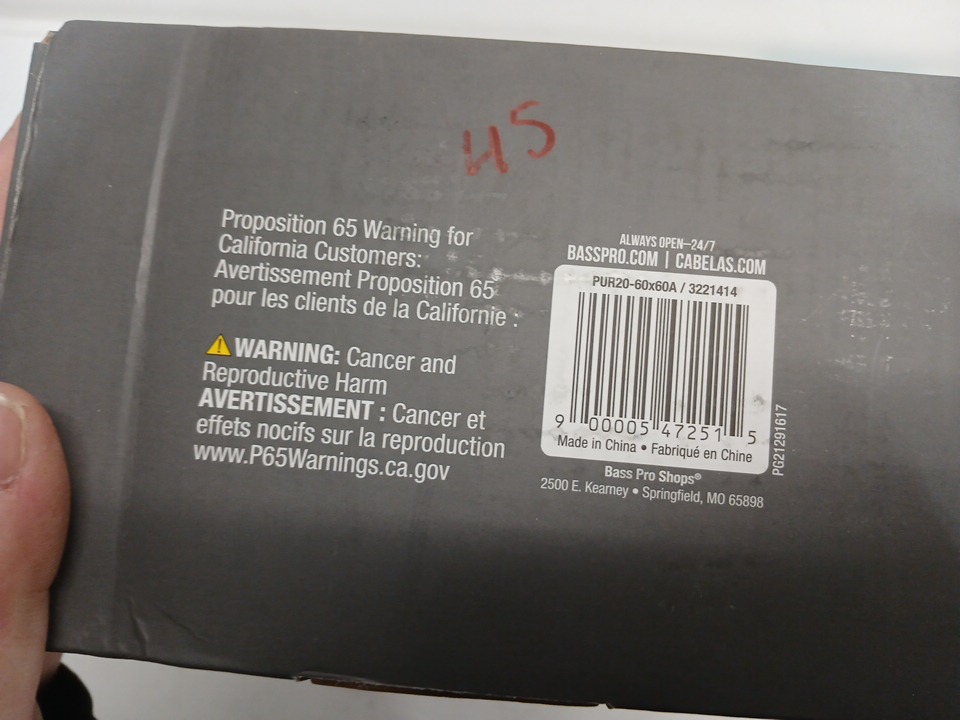 H5
Proposition 65 Warning for
California Customers:
Avertissement Proposition 65
pour les clients de la Californie :
WARNING: Cancer and
Reproductive Harm
AVERTISSEMENT : Cancer et
effets nocifs sur la reproduction
www.P65Warnings.ca.gov
ALWAYS OPEN–24/7
BASSPRO.COM | CABELAS.COM
PUR20-60x60A / 3221414
9 00005 47251 5
Made in China • Fabriqué en Chine
PG21291617
Bass Pro Shops®
2500 E. Kearney • Springfield, MO 65898